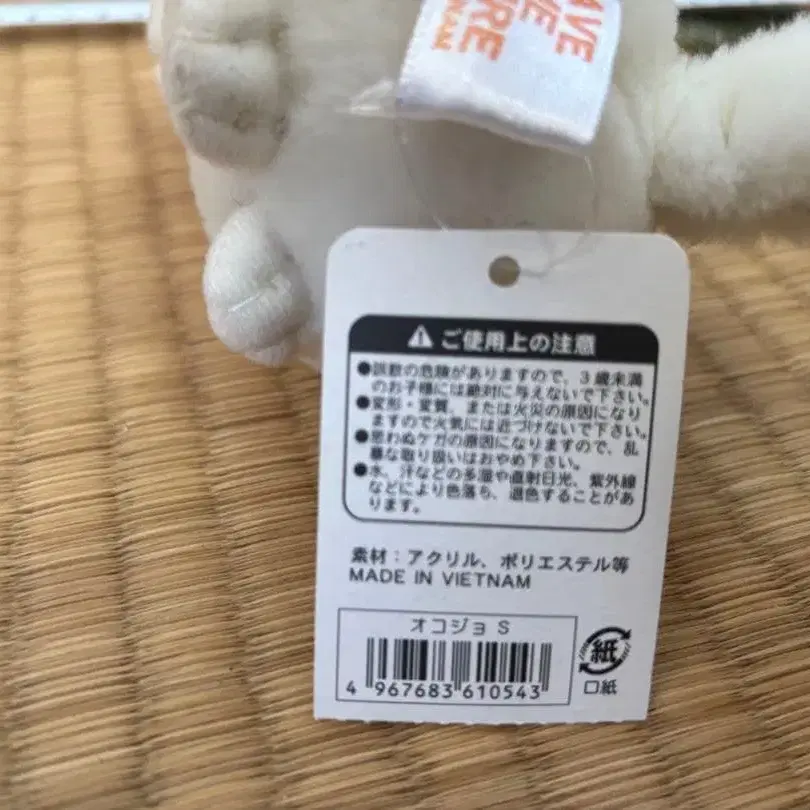 AVE
VE
URE
TNAM
ご使用上の注意
●誤飲の危険がありますので、3歳未満
のお子様には絶対に与えないで下さい。
●変形・変質、または火災の原因になり
ますので火気には近づけないで下さい。
●思わぬケガの原因になりますので、乱
暴な取り扱いはおやめ下さい。
●水、汗などの多湿や直射日光、紫外線
などにより色落ち、退色することがあ
ります。
素材：アクリル、ポリエステル等
MADE IN VIETNAM
オコジョ S
4 967683 610543
紙
口紙